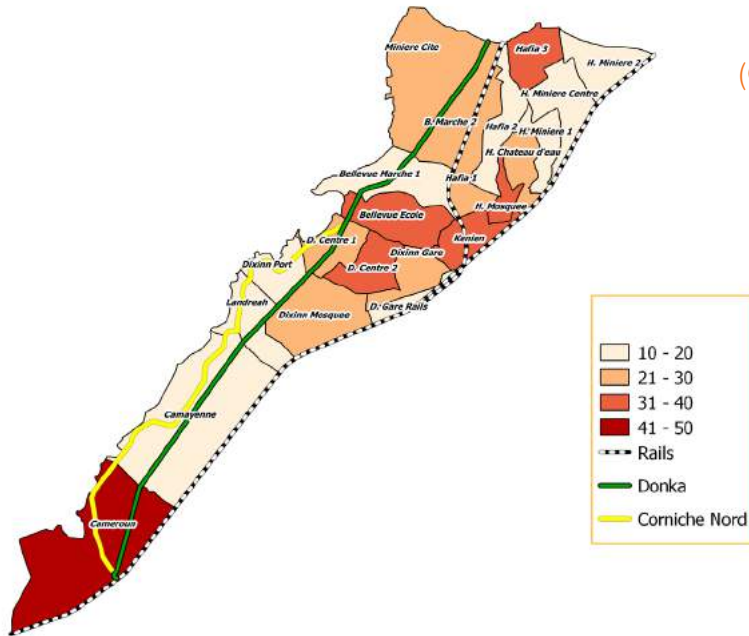 Miniere Cite
Hafia 3
H. Miniere 2
H. Miniere Centre
B. Marche 2
Hafia 2
H. Miniere 1
H. Chateau d'eau
Bellevue Marche 1
Hafia 1
H. Mosquee
Bellevue Ecole
Kenien
D. Centre 1
Dixinn Gare
Dixinn Port
D. Centre 2
Landreah
D. Gare Rails
Dixinn Mosquee
Camayenne
Cameroun
10 - 20
21 - 30
31 - 40
41 - 50
Rails
Donka
Corniche Nord